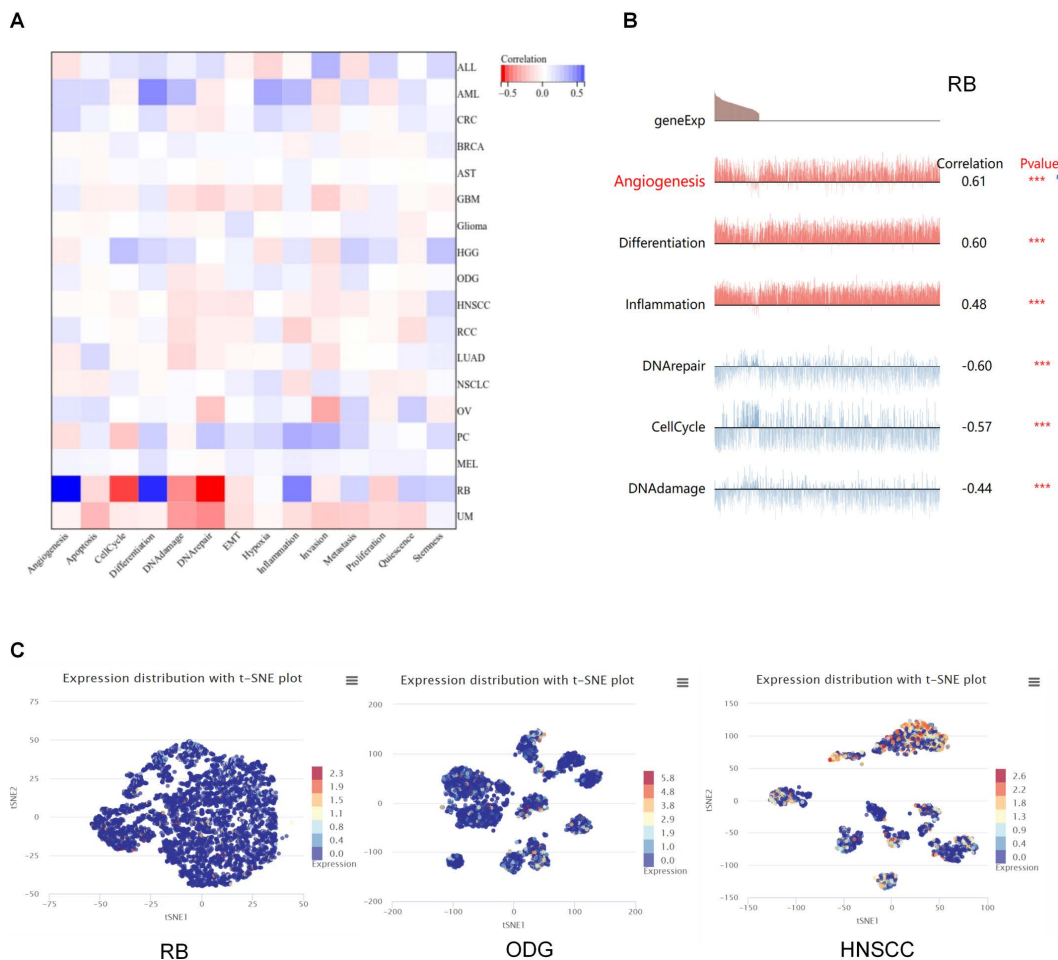 A
Correlation
-0.5 0.0 0.5
ALL
AML
CRC
BRCA
AST
GBM
Glioma
HGG
ODG
HNSCC
RCC
LUAD
NSCLC
OV
PC
MEL
RB
UM
Angiogenesis Apoptosis CellCycle Differentiation DNAdamage DNArepair EMT Hypoxia Inflammation Invasion Metastasis Proliferation Quiescence Stemness
B
RB
geneExp
Correlation Pvalue
Angiogenesis 0.61 ***
Differentiation 0.60 ***
Inflammation 0.48 ***
DNArepair -0.60 ***
CellCycle -0.57 ***
DNAdamage -0.44 ***
C
Expression distribution with t-SNE plot
75
50
25
0
-25
-50
tSNE2
-75 -50 -25 0 25 50
tSNE1
2.3
1.9
1.5
1.1
0.8
0.4
0.0
Expression
RB
Expression distribution with t-SNE plot
200
100
0
-100
-200
tSNE2
-200 -100 0 100 200
tSNE1
5.8
4.8
3.8
2.9
1.9
1.0
0.0
Expression
ODG
Expression distribution with t-SNE plot
150
100
50
0
-50
-100
-150
tSNE2
-150 -100 -50 0 50 100
tSNE1
2.6
2.2
1.8
1.3
0.9
0.4
0.0
Expression
HNSCC